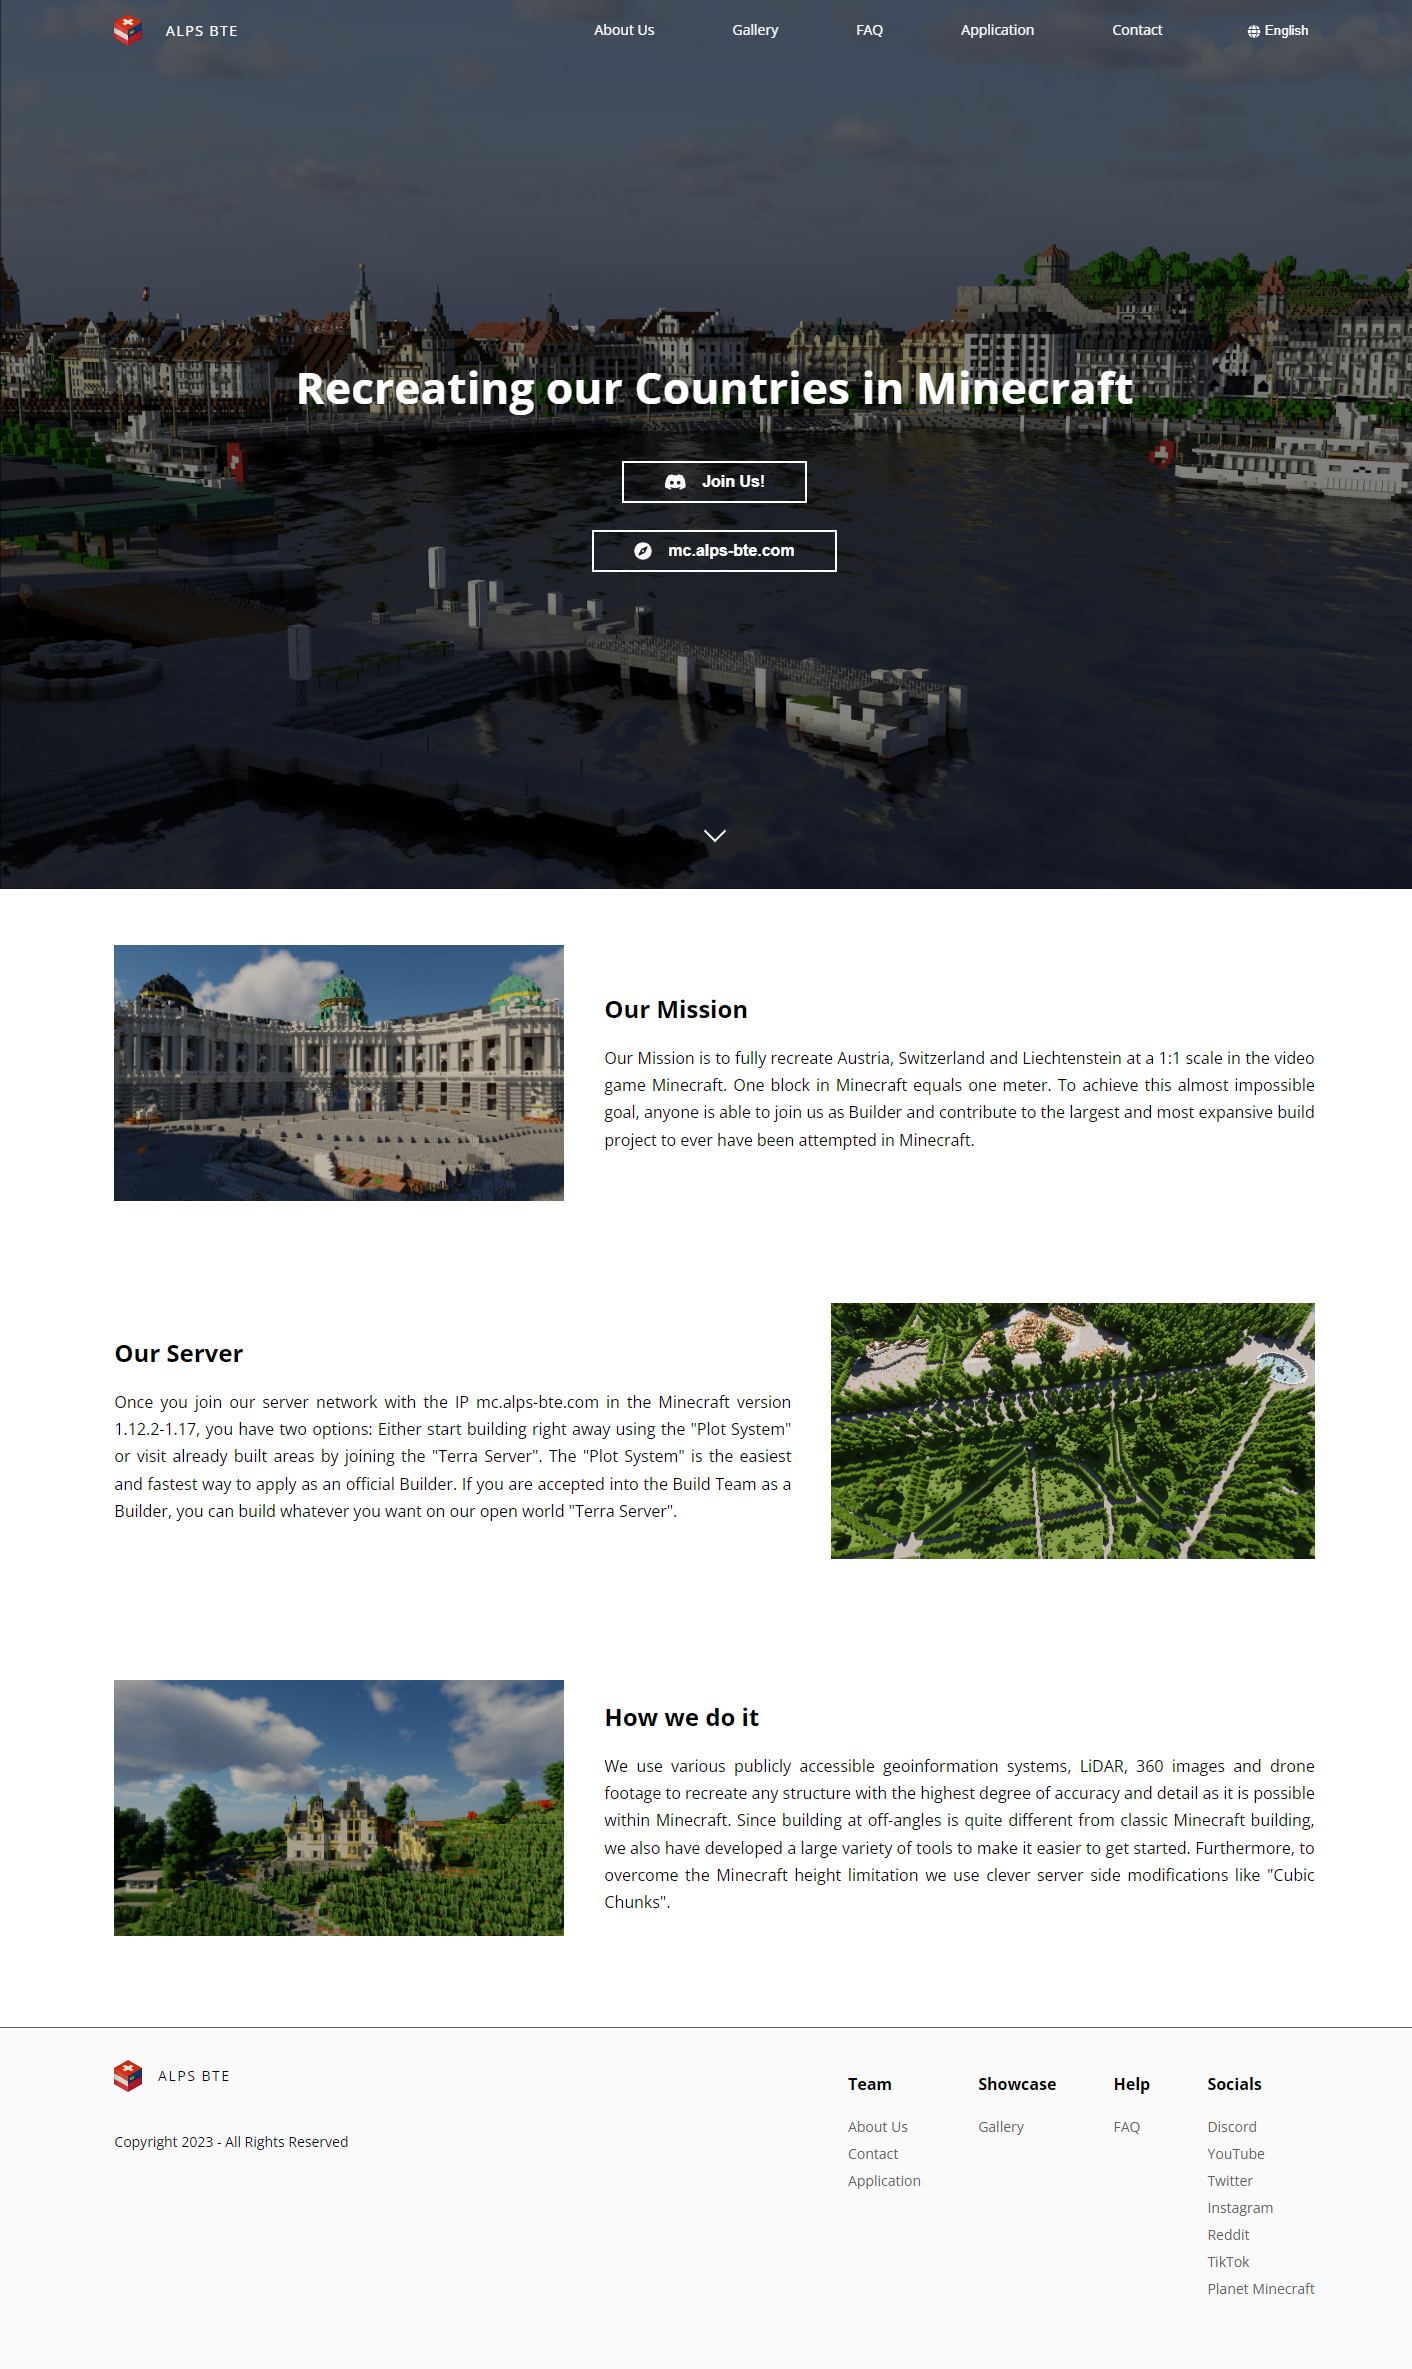 ALPS BTE
About Us
Gallery
FAQ
Application
Contact
English
Recreating our Countries in Minecraft
Join Us!
mc.alps-bte.com
Our Mission
Our Mission is to fully recreate Austria, Switzerland and Liechtenstein at a 1:1 scale in the video
game Minecraft. One block in Minecraft equals one meter. To achieve this almost impossible
goal, anyone is able to join us as Builder and contribute to the largest and most expansive build
project to ever have been attempted in Minecraft.
Our Server
Once you join our server network with the IP mc.alps-bte.com in the Minecraft version
1.12.2-1.17, you have two options: Either start building right away using the "Plot System"
or visit already built areas by joining the "Terra Server". The "Plot System" is the easiest
and fastest way to apply as an official Builder. If you are accepted into the Build Team as a
Builder, you can build whatever you want on our open world "Terra Server".
How we do it
We use various publicly accessible geoinformation systems, LiDAR, 360 images and drone
footage to recreate any structure with the highest degree of accuracy and detail as it is possible
within Minecraft. Since building at off-angles is quite different from classic Minecraft building,
we also have developed a large variety of tools to make it easier to get started. Furthermore, to
overcome the Minecraft height limitation we use clever server side modifications like "Cubic
Chunks".
ALPS BTE
Copyright 2023 - All Rights Reserved
Team
About Us
Contact
Application
Showcase
Gallery
Help
FAQ
Socials
Discord
YouTube
Twitter
Instagram
Reddit
TikTok
Planet Minecraft